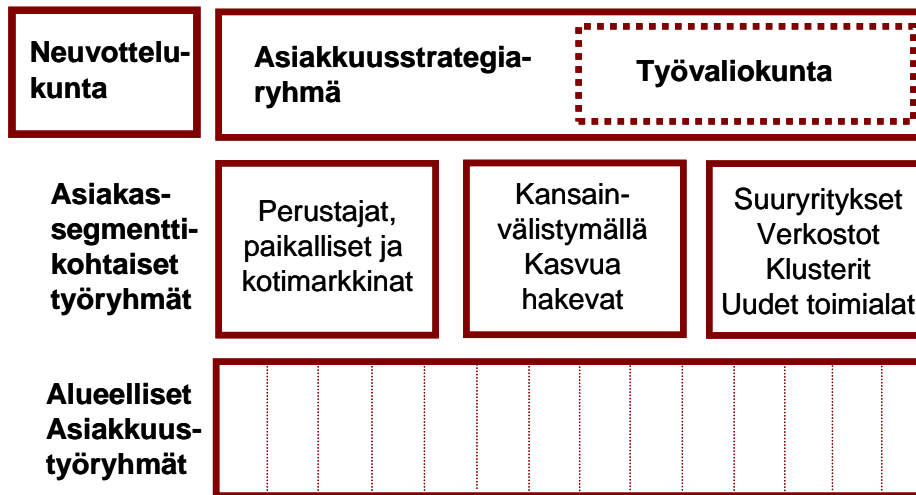 Neuvottelu-
kunta
Asiakkuusstrategia-
ryhmä
Työvaliokunta
Asiakas-
segmentti-
kohtaiset
työryhmät
Perustajat,
paikalliset ja
kotimarkkinat
Kansain-
välistymällä
Kasvua
hakevat
Suuryritykset
Verkostot
Klusterit
Uudet toimialat
Alueelliset
Asiakkuus-
työryhmät